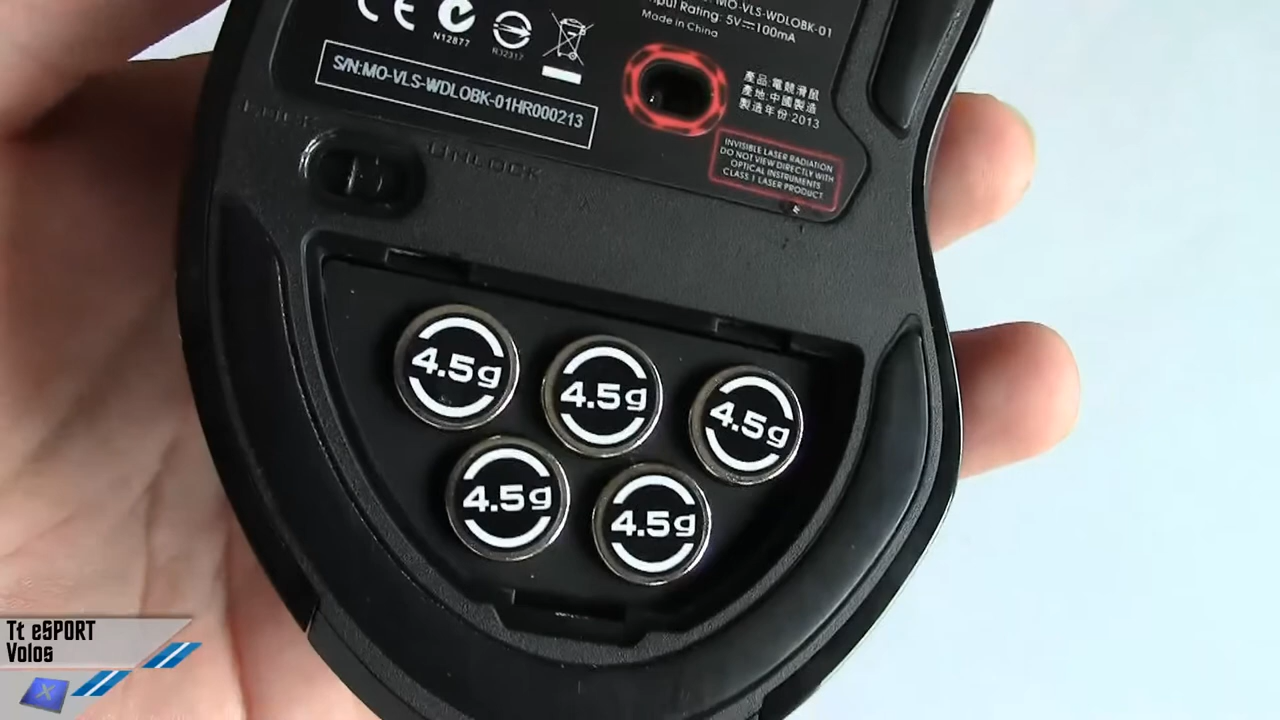 MO-VLS-WDLOBK-01
Input Rating: 5V⎓100mA
Made in China
CE
N12877
S/N:MO-VLS-WDLOBK-01HR000213
產品:電競滑鼠
產地:中國製造
製造年份:2013
INVISIBLE LASER RADIATION
DO NOT VIEW DIRECTLY WITH
OPTICAL INSTRUMENTS
CLASS 1 LASER PRODUCT
LOCK
UNLOCK
4.5g
4.5g
4.5g
4.5g
4.5g
Tt eSPORT
Volos